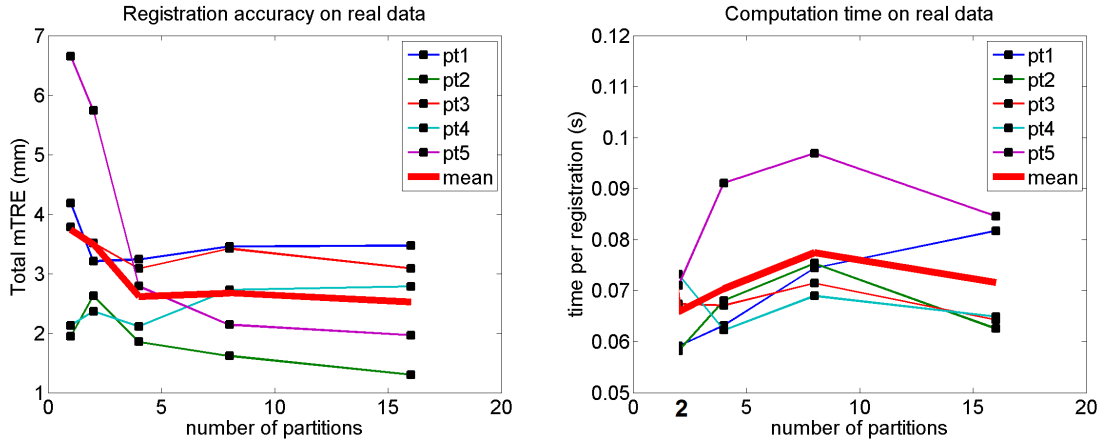 Registration accuracy on real data
7
6
5
4
3
2
1
Total mTRE (mm)
0
5
10
15
20
number of partitions
pt1
pt2
pt3
pt4
pt5
mean
Computation time on real data
0.12
0.11
0.1
0.09
0.08
0.07
0.06
0.05
time per registration (s)
0
2
5
10
15
20
number of partitions
pt1
pt2
pt3
pt4
pt5
mean